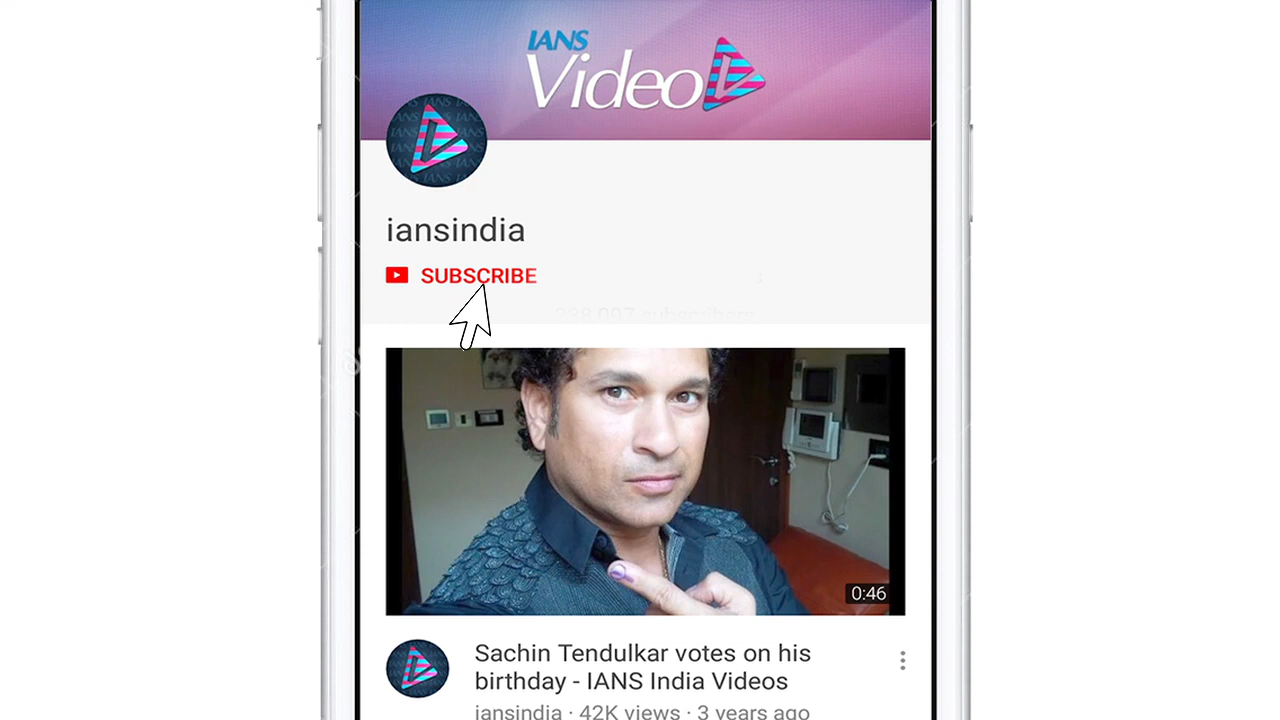 IANS
Video
iansindia
SUBSCRIBE
subscribers
0:46
Sachin Tendulkar votes on his
birthday - IANS India Videos
iansindia · 42K views · 3 years ago